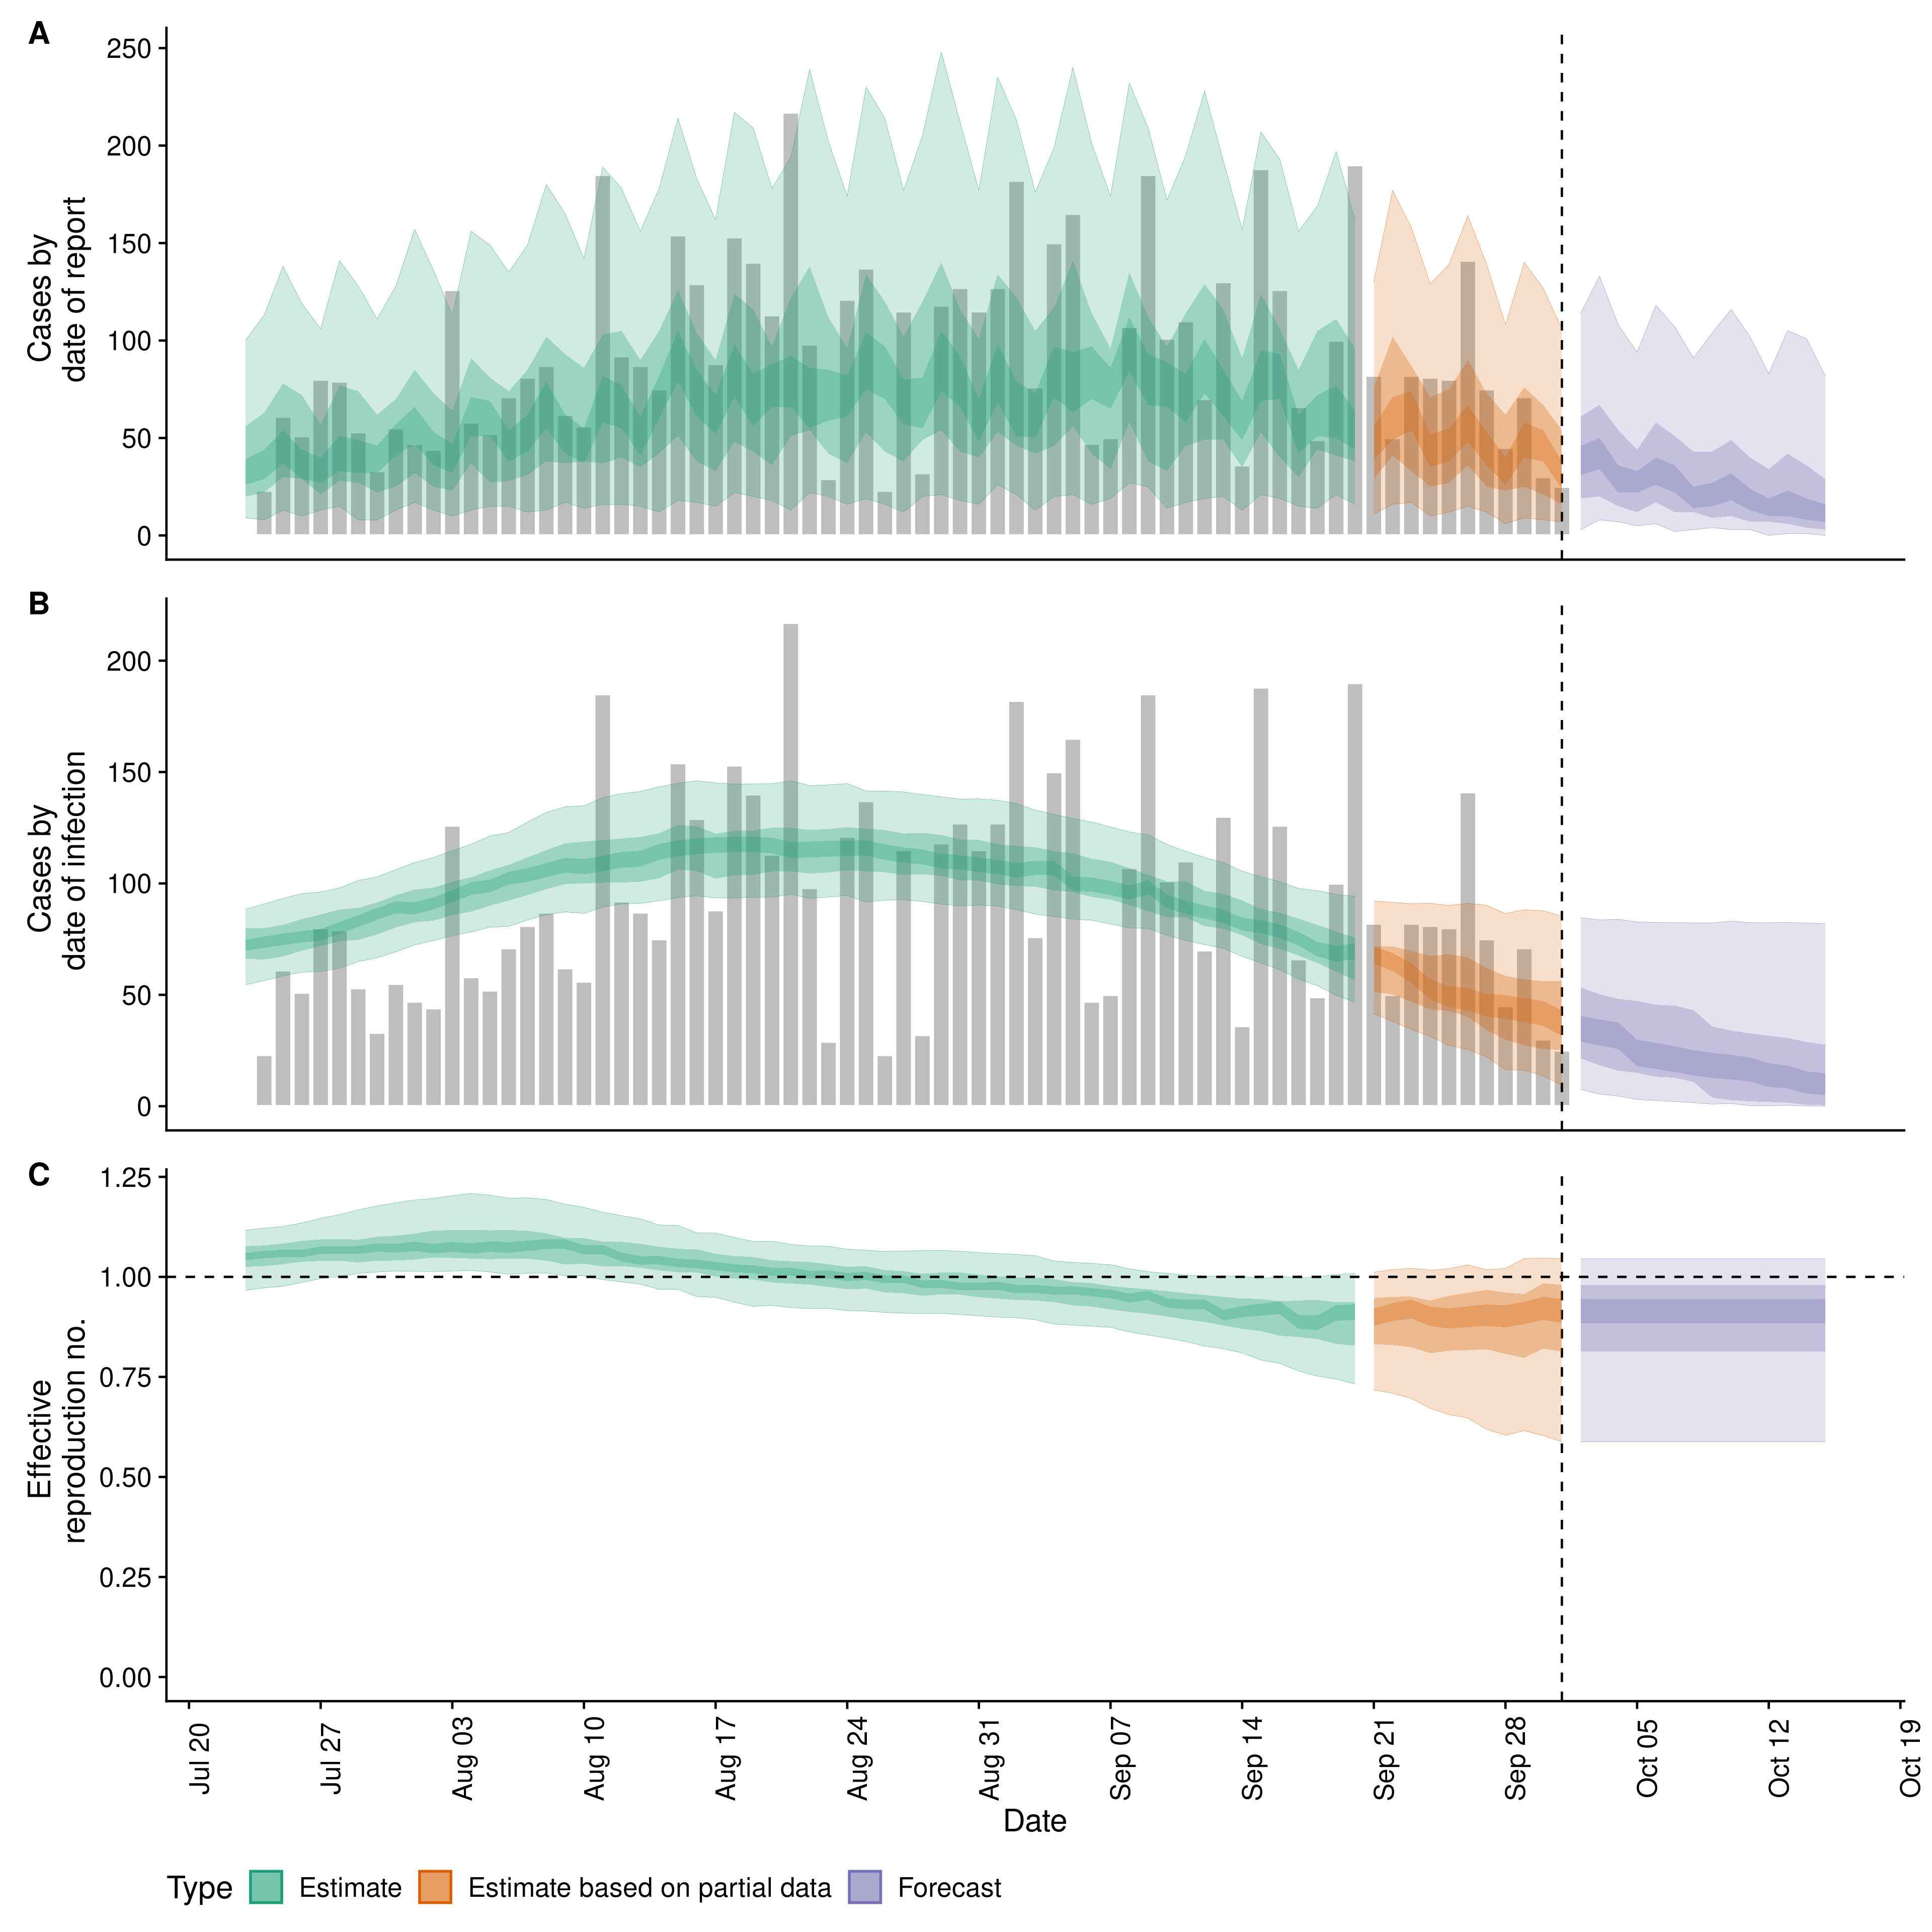 A
250
200
150
100
50
0
Cases by
date of report
B
200
150
100
50
0
Cases by
date of infection
C
1.25
1.00
0.75
0.50
0.25
0.00
Effective
reproduction no.
Jul 20
Jul 27
Aug 03
Aug 10
Aug 17
Aug 24
Aug 31
Sep 07
Sep 14
Sep 21
Sep 28
Oct 05
Oct 12
Oct 19
Date
Type Estimate Estimate based on partial data Forecast